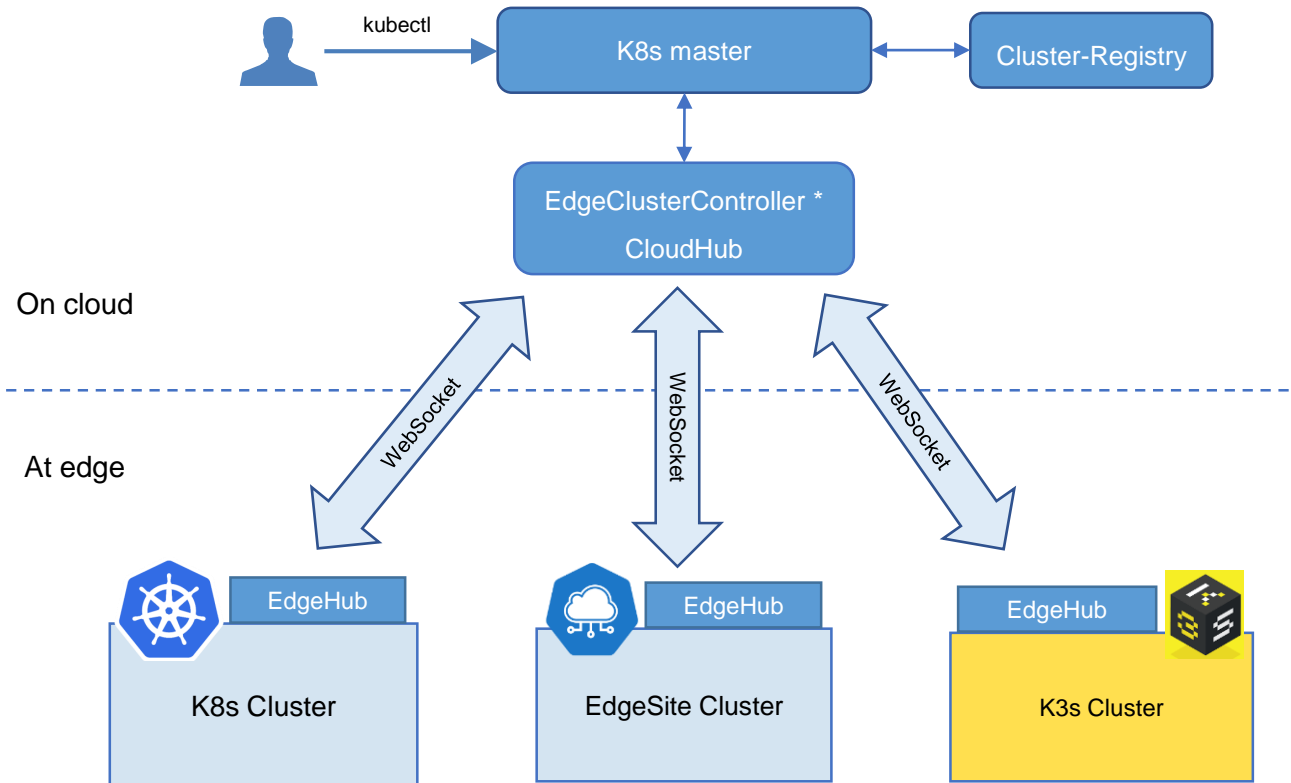 kubectl
K8s master
Cluster-Registry
EdgeClusterController *
CloudHub
On cloud
WebSocket
WebSocket
WebSocket
At edge
EdgeHub
EdgeHub
EdgeHub
K8s Cluster
EdgeSite Cluster
K3s Cluster